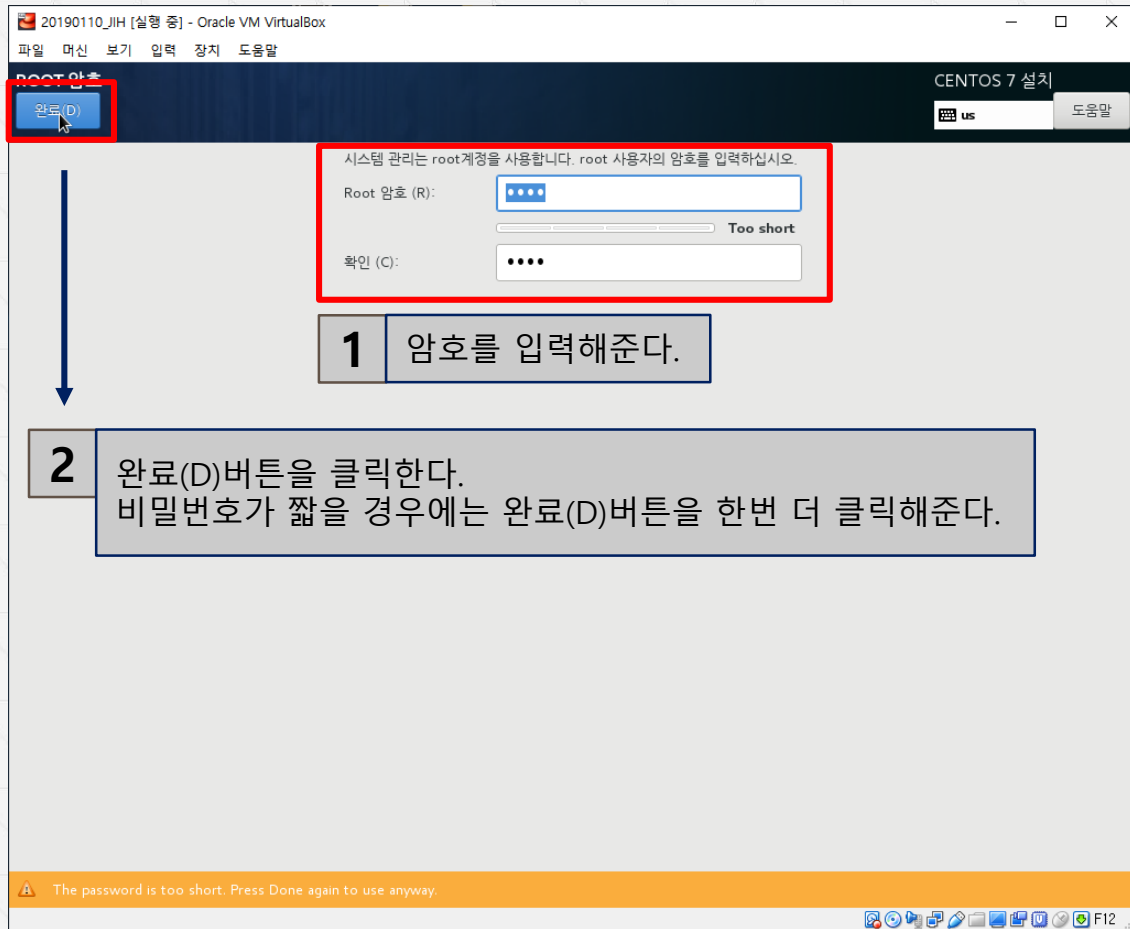 20190110_JIH [실행 중] - Oracle VM VirtualBox
파일 머신 보기 입력 장치 도움말
ROOT 암호
CENTOS 7 설치
완료(D)
us
도움말
시스템 관리는 root계정을 사용합니다. root 사용자의 암호를 입력하십시오.
Root 암호 (R):
Too short
확인 (C):
1 암호를 입력해준다.
2 완료(D)버튼을 클릭한다.
비밀번호가 짧을 경우에는 완료(D)버튼을 한번 더 클릭해준다.
The password is too short. Press Done again to use anyway.
F12